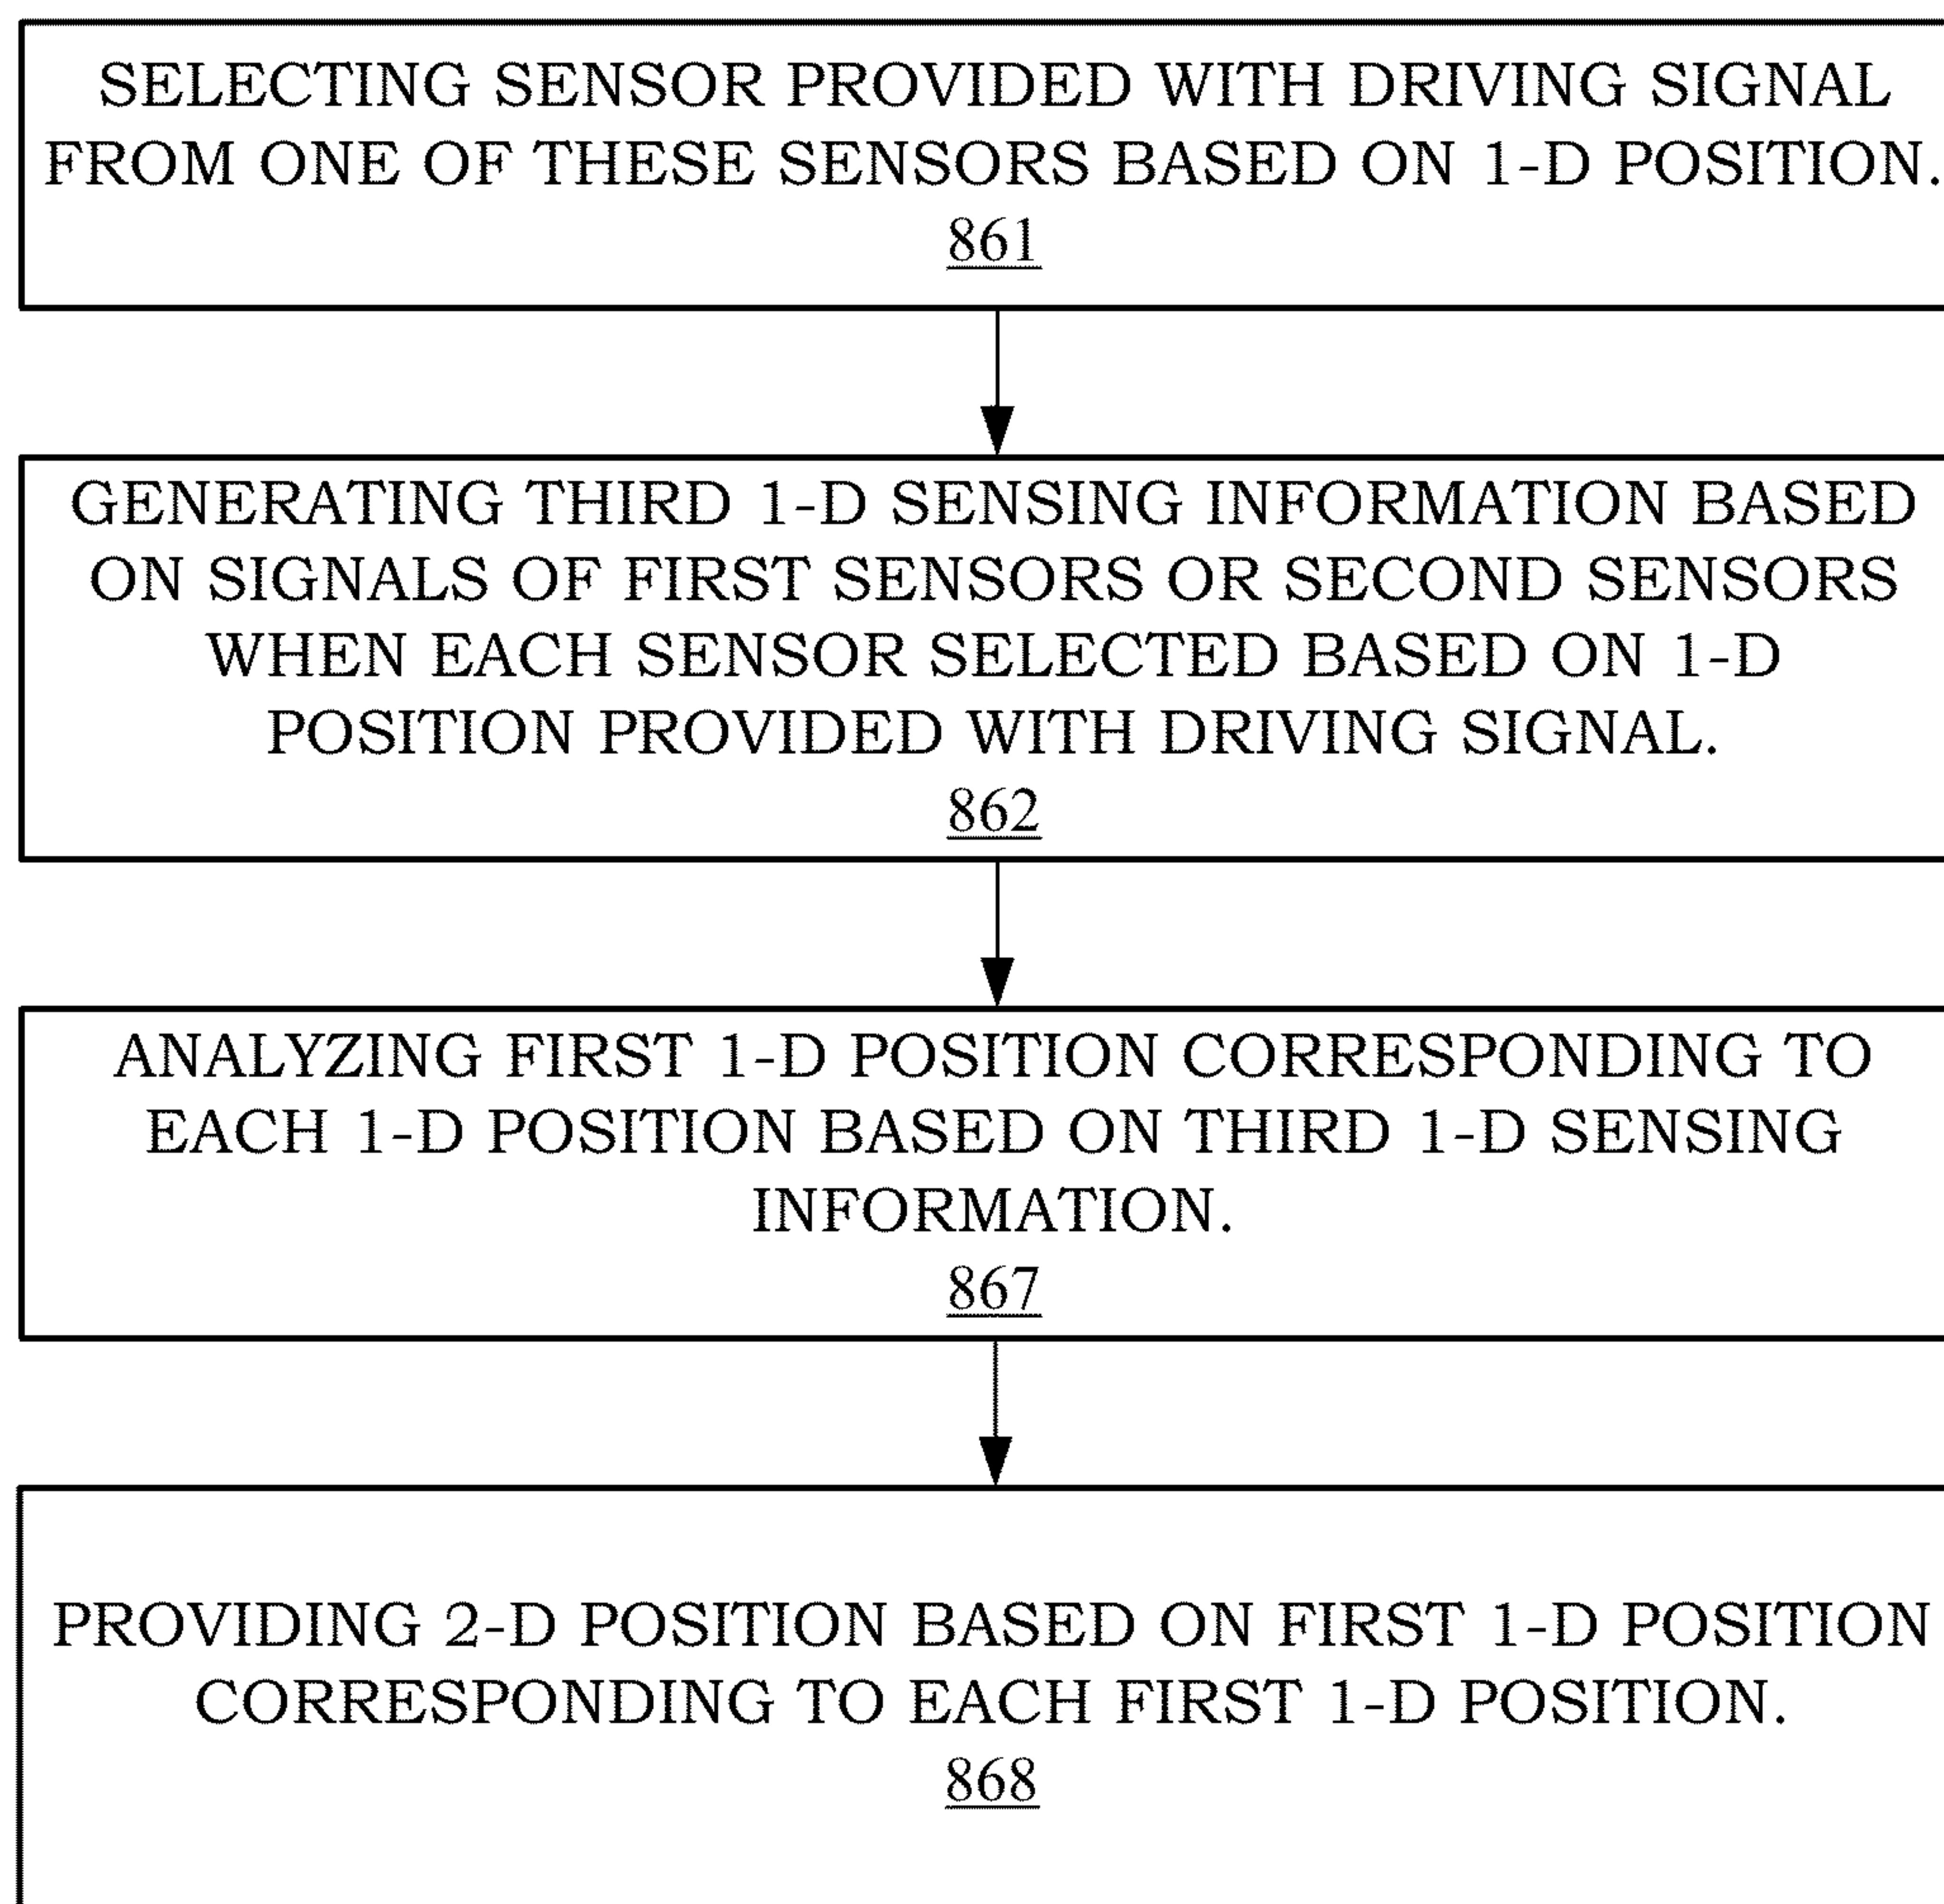 SELECTING SENSOR PROVIDED WITH DRIVING SIGNAL
FROM ONE OF THESE SENSORS BASED ON 1-D POSITION.
861
GENERATING THIRD 1-D SENSING INFORMATION BASED
ON SIGNALS OF FIRST SENSORS OR SECOND SENSORS
WHEN EACH SENSOR SELECTED BASED ON 1-D
POSITION PROVIDED WITH DRIVING SIGNAL.
862
ANALYZING FIRST 1-D POSITION CORRESPONDING TO
EACH 1-D POSITION BASED ON THIRD 1-D SENSING
INFORMATION.
867
PROVIDING 2-D POSITION BASED ON FIRST 1-D POSITION
CORRESPONDING TO EACH FIRST 1-D POSITION.
868